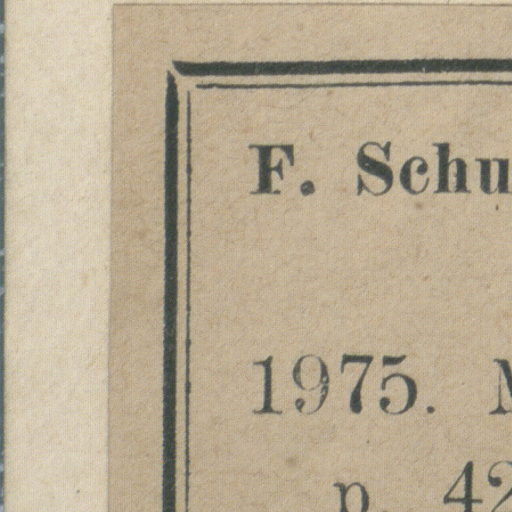 F. Schu
1975.
p. 42